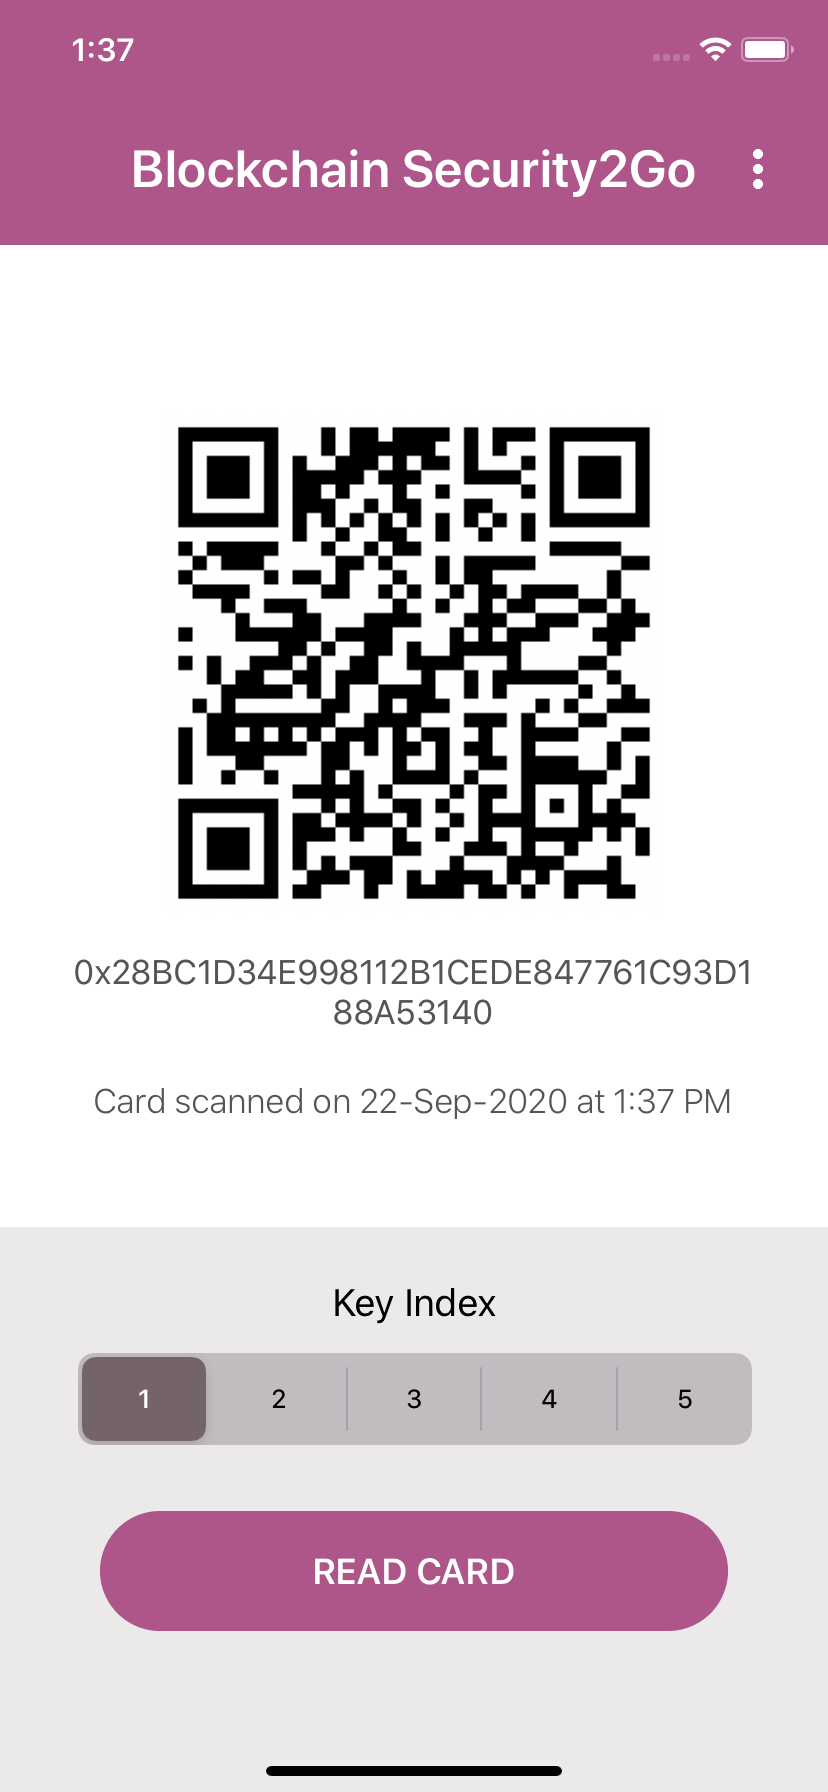 1:37
Blockchain Security2Go
0x28BC1D34E998112B1CEDE847761C93D1
88A53140
Card scanned on 22-Sep-2020 at 1:37 PM
Key Index
1 2 3 4 5
READ CARD